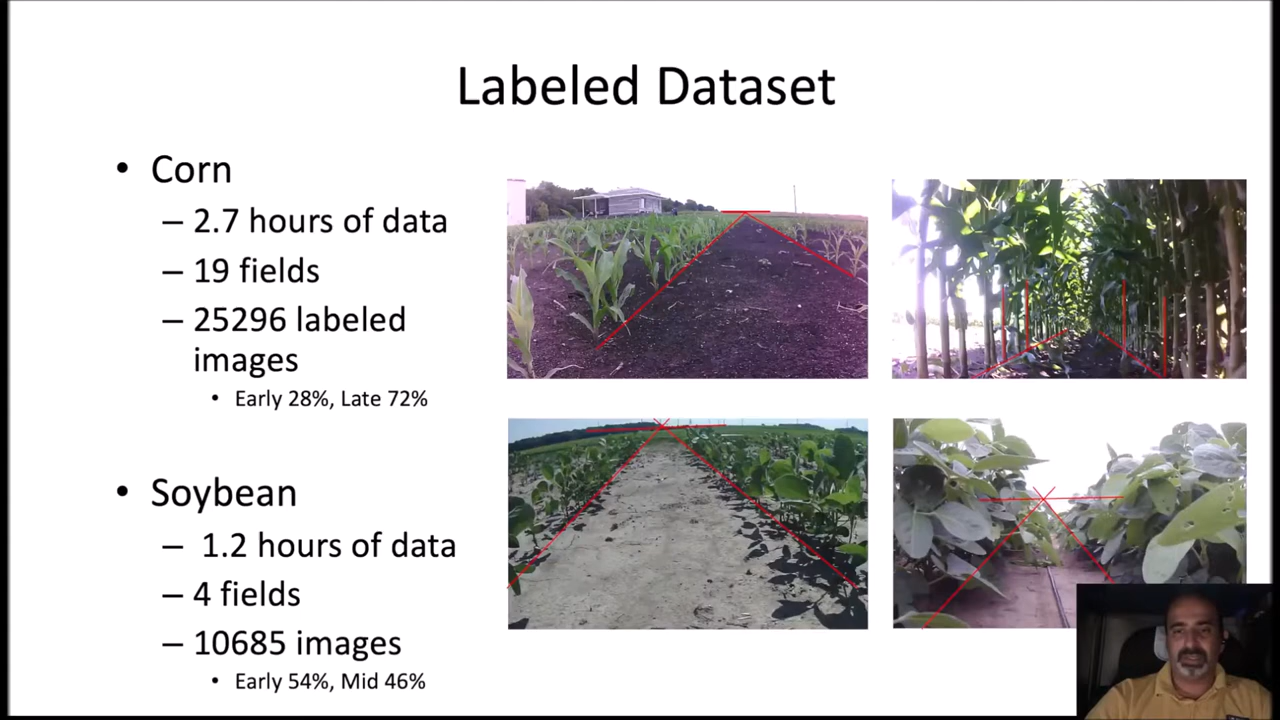 Labeled Dataset
• Corn
– 2.7 hours of data
– 19 fields
– 25296 labeled
images
• Early 28%, Late 72%
• Soybean
– 1.2 hours of data
– 4 fields
– 10685 images
• Early 54%, Mid 46%